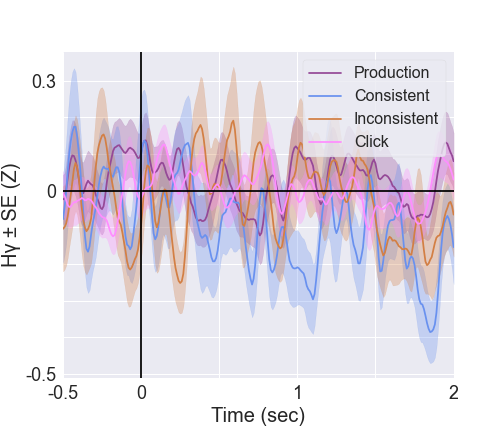 Production
Consistent
Inconsistent
Click
0.3
0
-0.5
-0.5
0
1
2
Hγ ± SE (Z)
Time (sec)